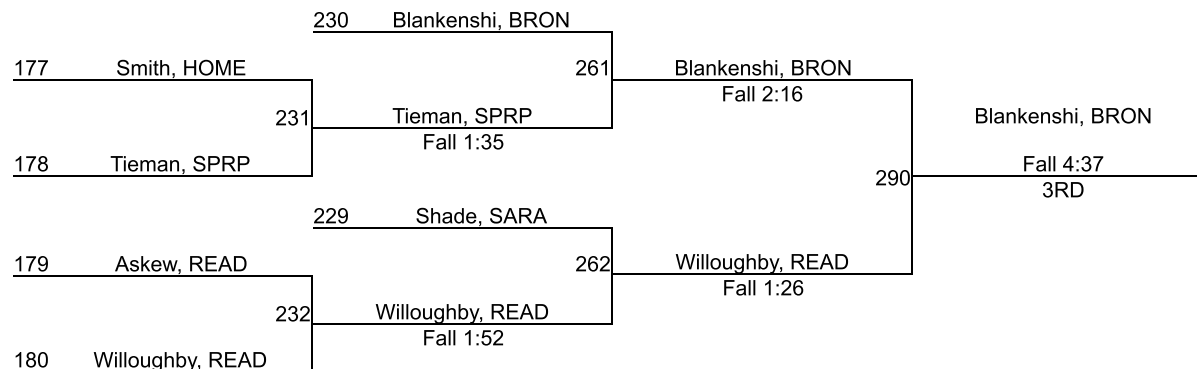 230 Blankenshi, BRON
177 Smith, HOME
261
Blankenshi, BRON
Fall 2:16
231
Tieman, SPRP
Fall 1:35
Blankenshi, BRON
178 Tieman, SPRP
Fall 4:37
290
3RD
229 Shade, SARA
179 Askew, READ
262
Willoughby, READ
Fall 1:26
232
Willoughby, READ
Fall 1:52
180 Willoughby, READ